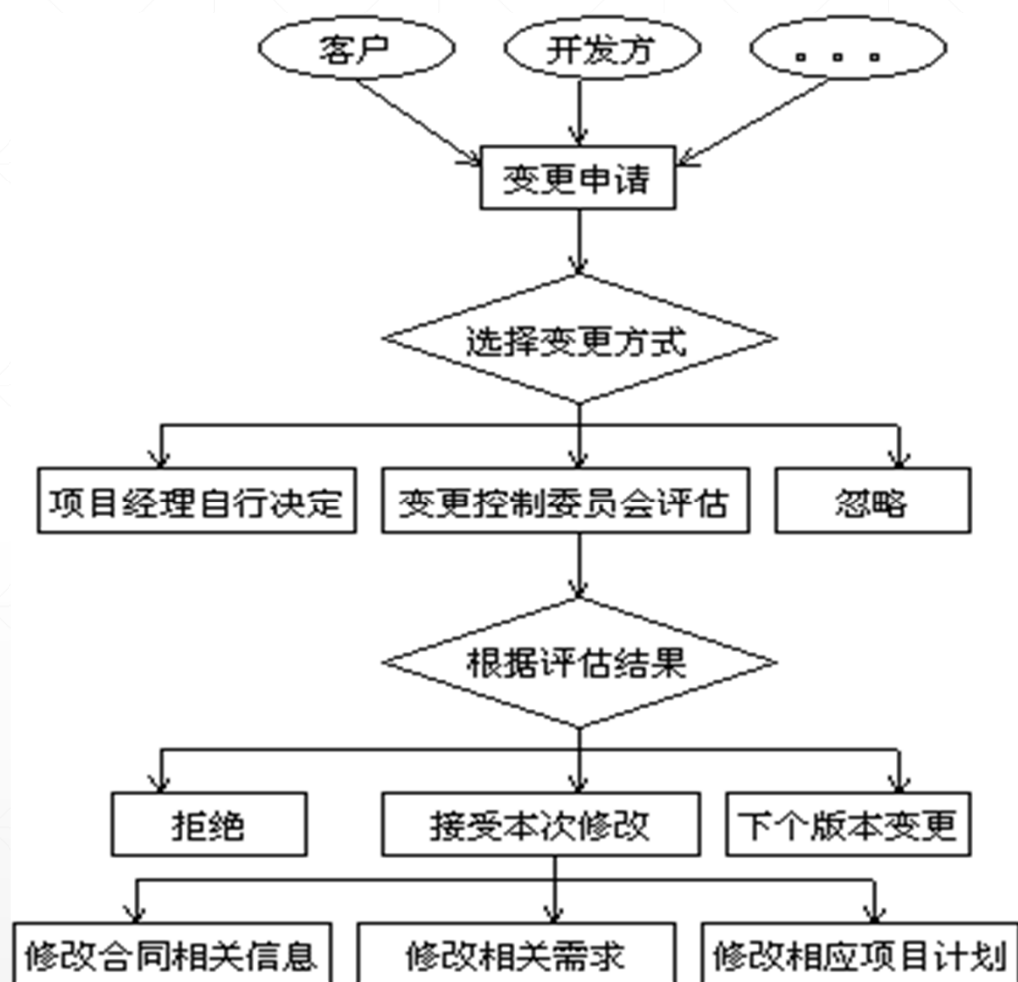 客户
开发方
。。。
变更申请
选择变更方式
项目经理自行决定
变更控制委员会评估
忽略
根据评估结果
拒绝
接受本次修改
下个版本变更
修改合同相关信息
修改相关需求
修改相应项目计划